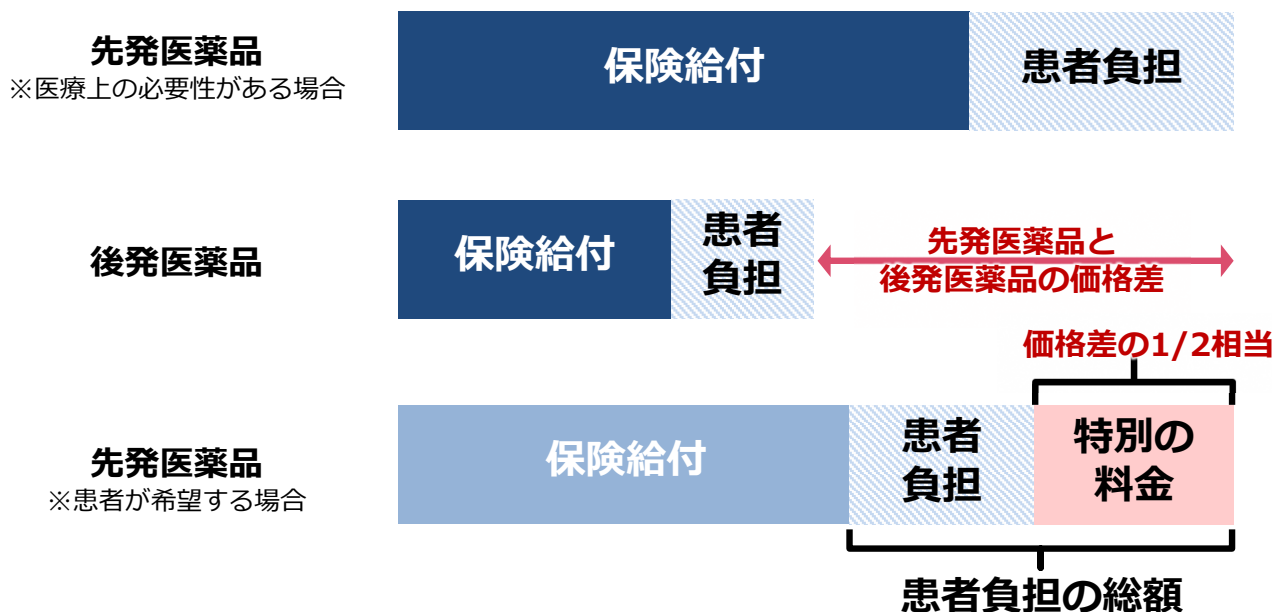 先発医薬品
※医療上の必要性がある場合
保険給付
患者負担
後発医薬品
保険給付
患者
負担
先発医薬品と
後発医薬品の価格差
価格差の1/2相当
先発医薬品
※患者が希望する場合
保険給付
患者
負担
特別の
料金
患者負担の総額